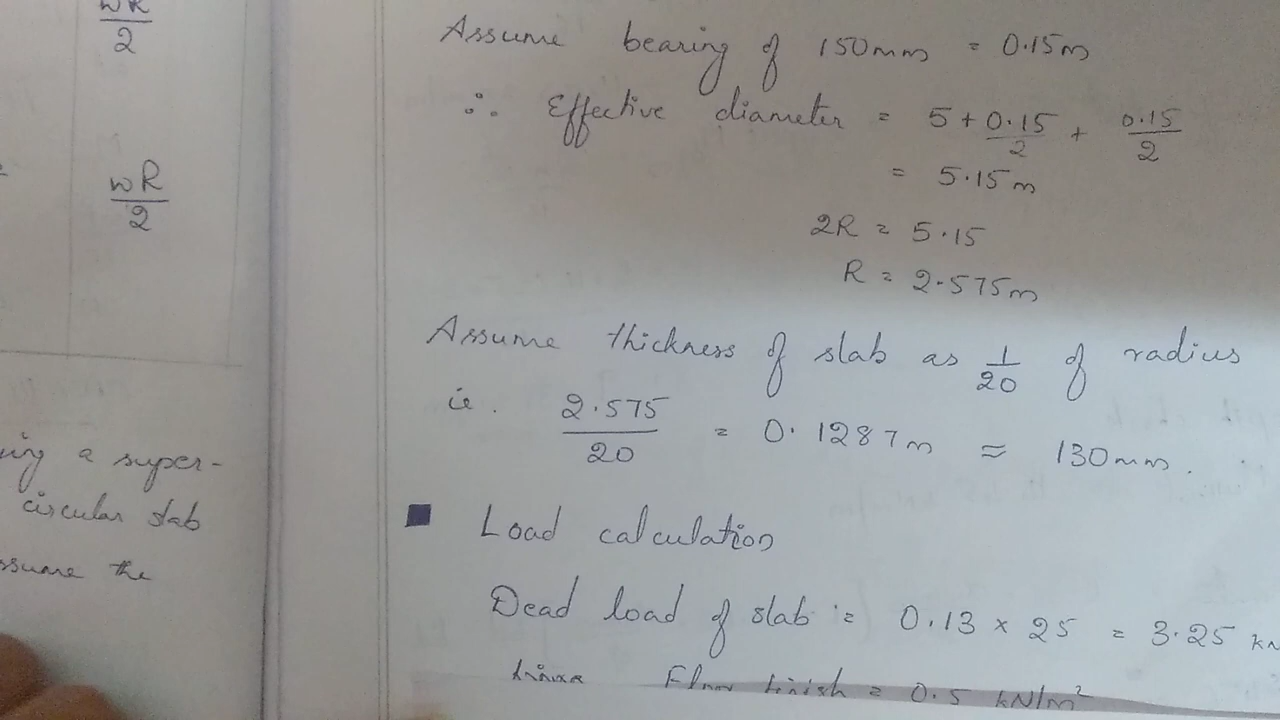 wR/2
wR/2
ing a super-
circular slab
ssume the
Assume bearing of 150mm = 0.15m
∴ Effective diameter = 5 + 0.15/2 + 0.15/2
= 5.15m
2R = 5.15
R = 2.575m
Assume thickness of slab as 1/20 of radius
ie. 2.575/20 = 0.1287m ≈ 130mm.
Load calculation
Dead load of slab = 0.13 × 25 = 3.25 kN
Floor finish = 0.5 kN/m²